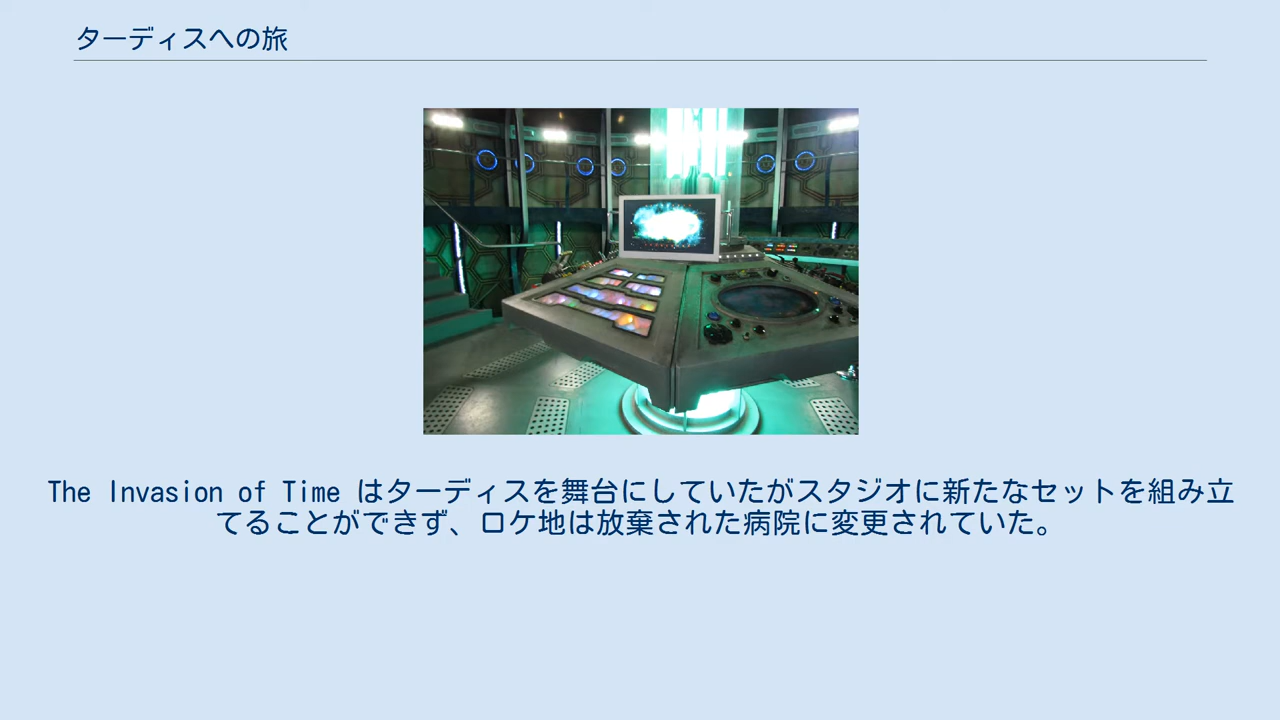 ターディスへの旅
The Invasion of Time はターディスを舞台にしていたがスタジオに新たなセットを組み立
てることができず、ロケ地は放棄された病院に変更されていた。